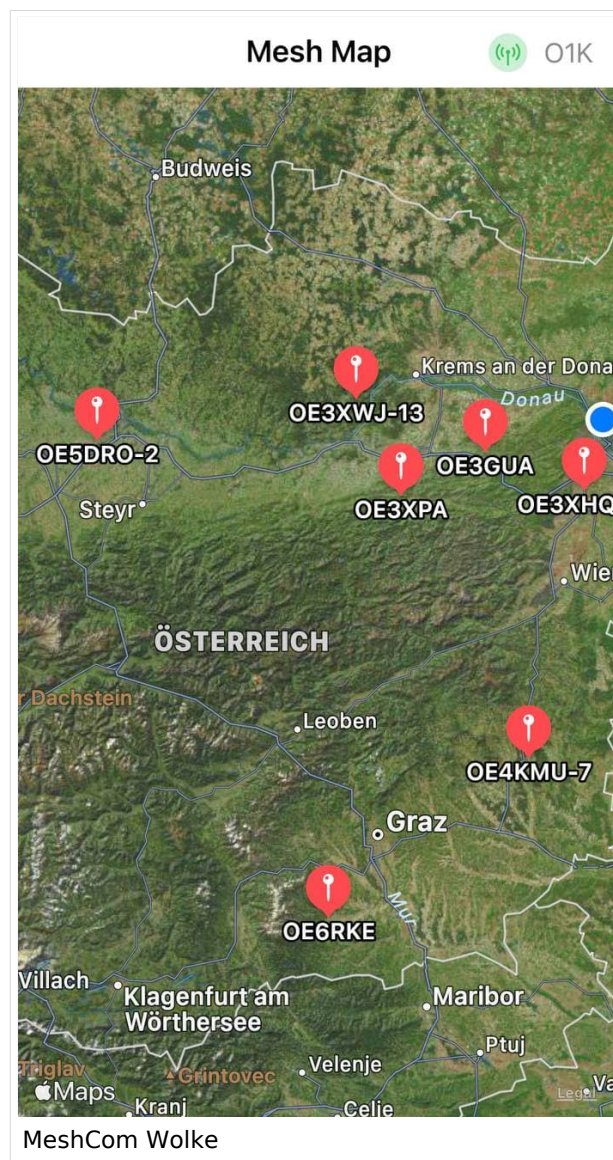 Mesh Map
O1K
Budweis
Krems an der Dona
Donau
OE3XWJ-13
OE5DRO-2
OE3GUA
OE3XPA
OE3XHQ
Steyr
Wie
ÖSTERREICH
r Dachstein
Leoben
OE4KMU-7
Graz
OE6RKE
Mur
Villach
Klagenfurt am
Wörthersee
Maribor
Ptuj
Triglav
Grintovec
Velenje
Maps
Legal
Va
Kranj
Celje
MeshCom Wolke